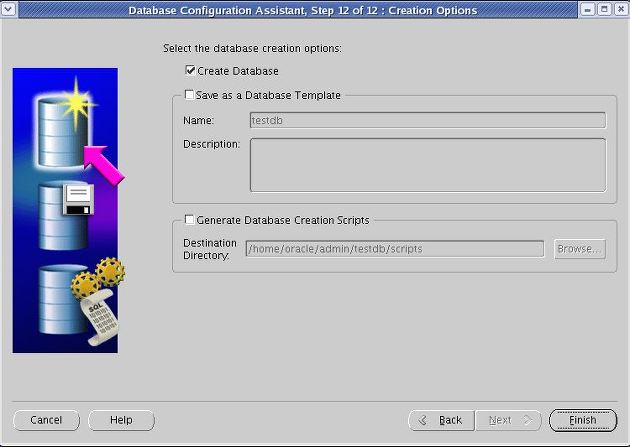 Database Configuration Assistant, Step 12 of 12 : Creation Options
Select the database creation options:
Create Database
Save as a Database Template
Name: testdb
Description:
Generate Database Creation Scripts
Destination
Directory: /home/oracle/admin/testdb/scripts Browse...
SQL
Cancel Help Back Next Finish